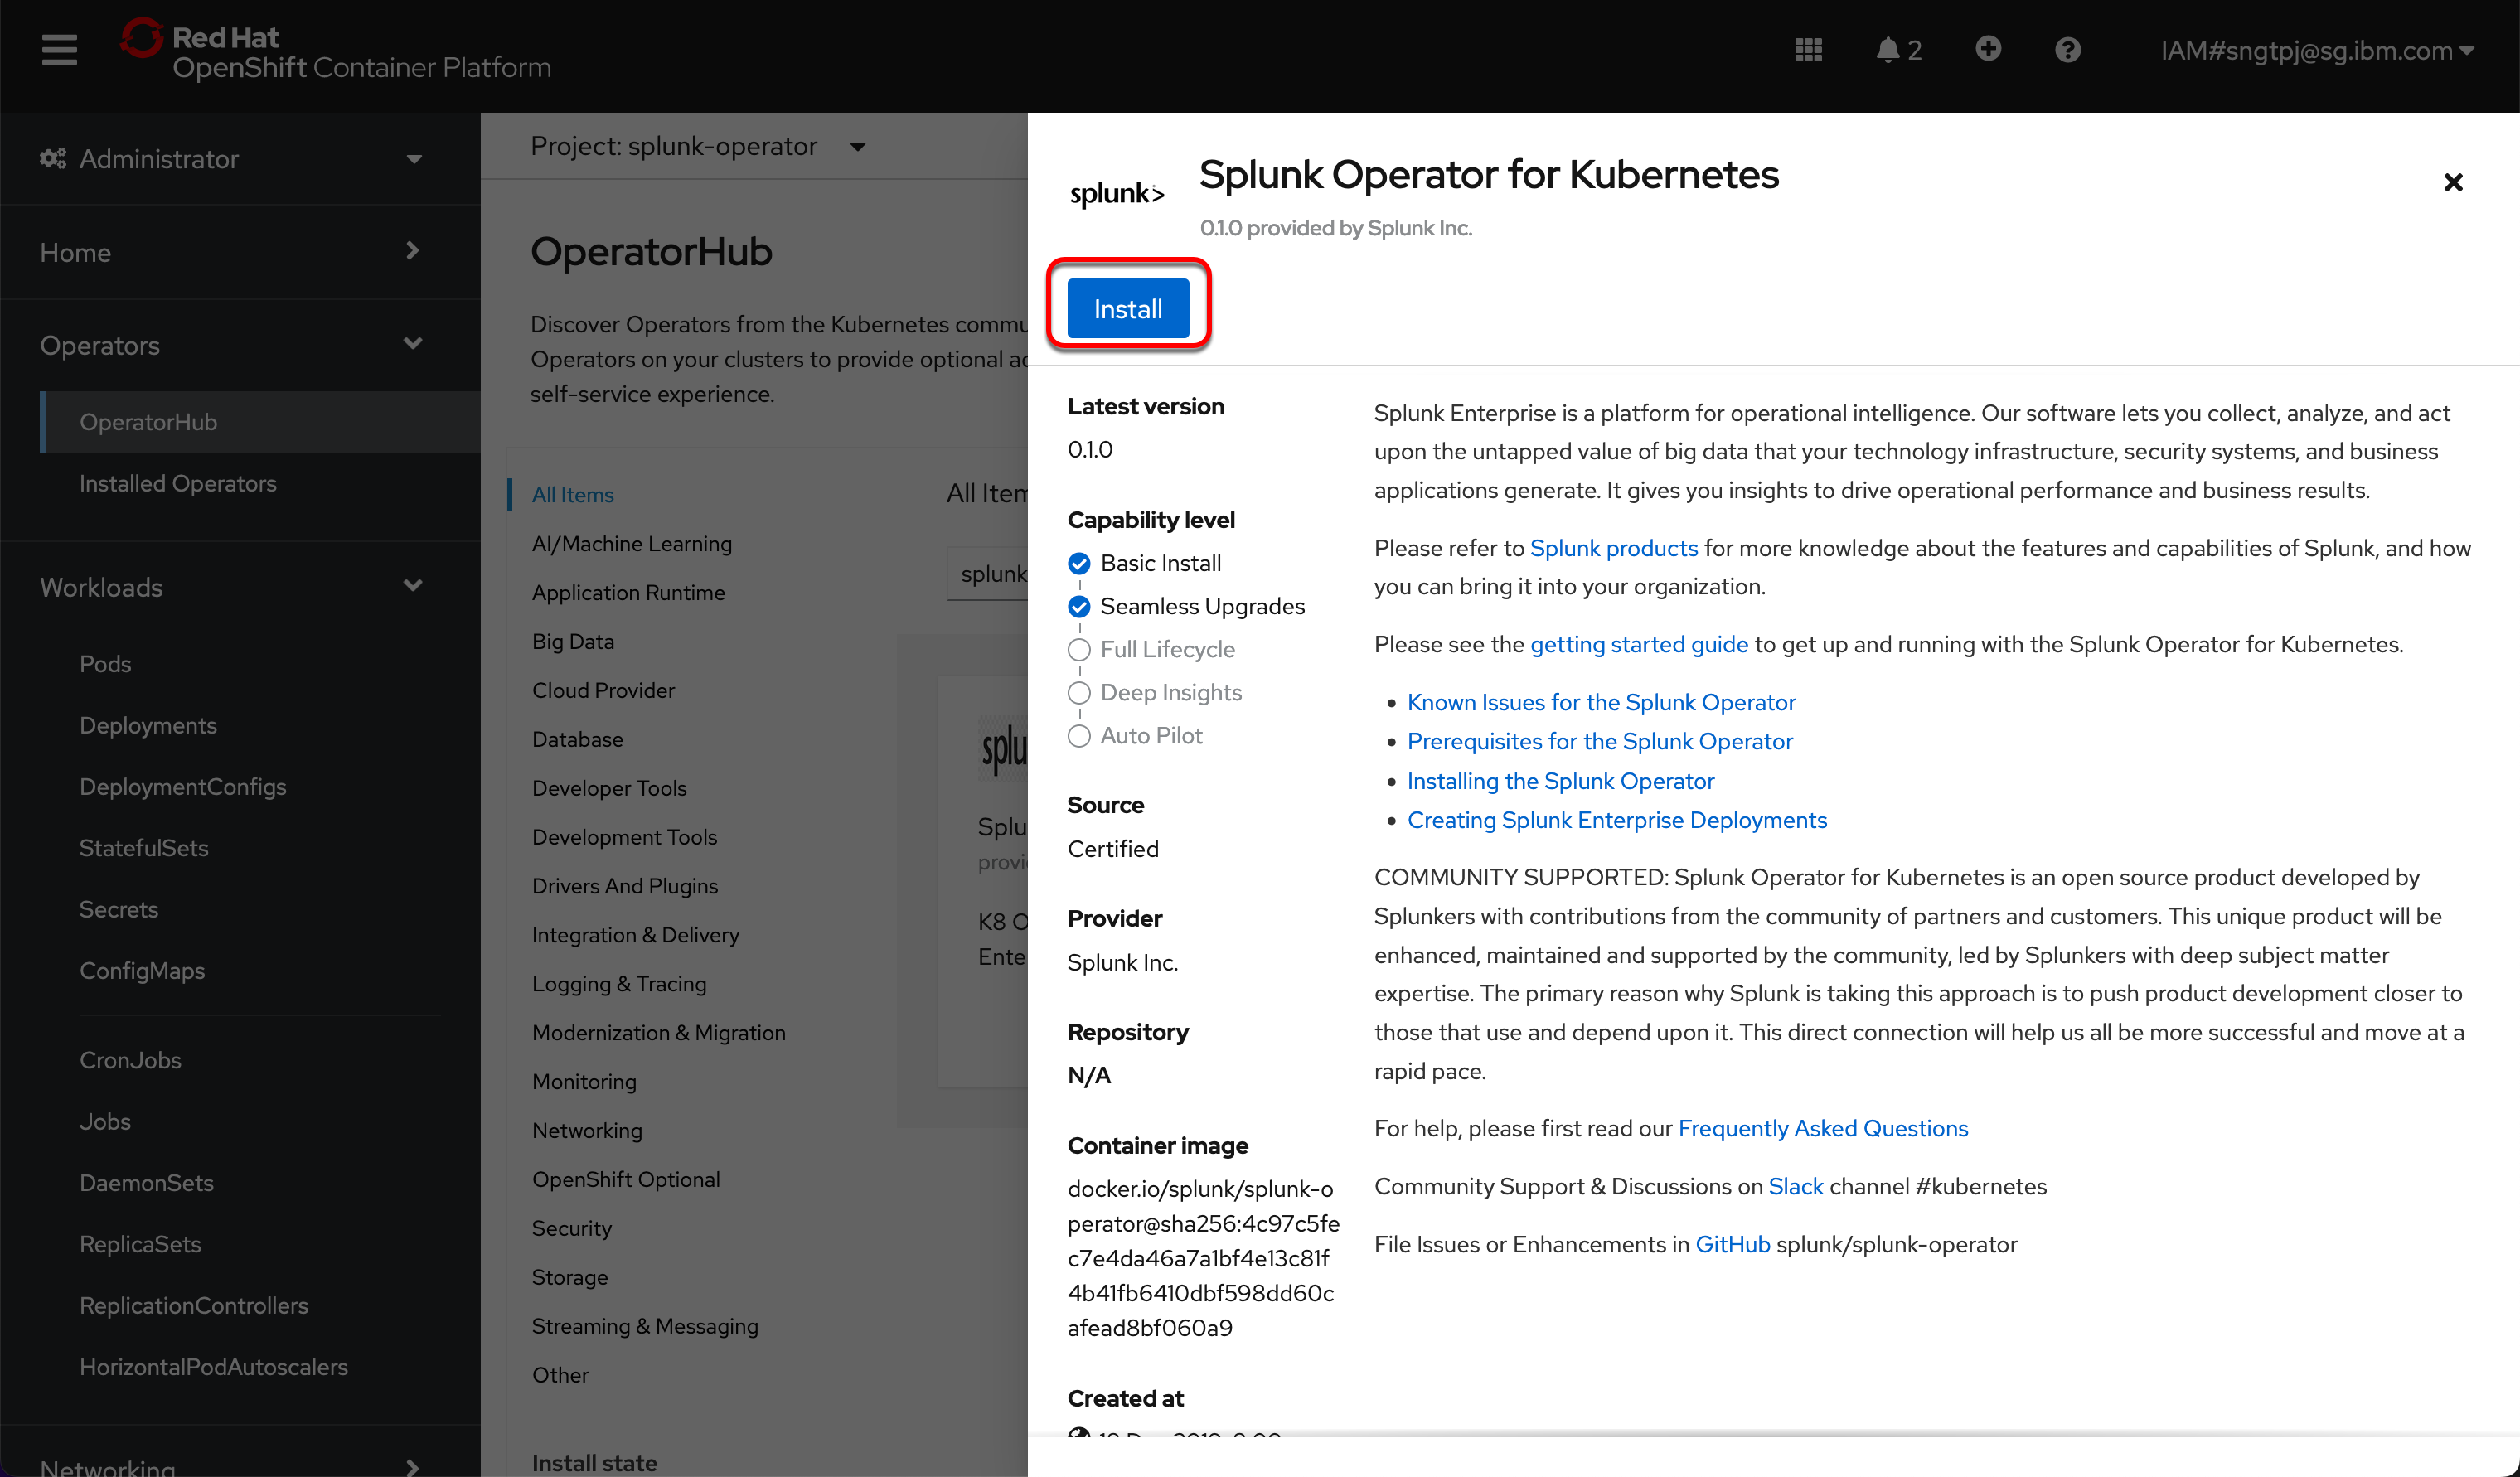 Red Hat
OpenShift Container Platform
2
IAM#sngtpj@sg.ibm.com
Administrator
Home
Operators
OperatorHub
Installed Operators
Workloads
Pods
Deployments
DeploymentConfigs
StatefulSets
Secrets
ConfigMaps
CronJobs
Jobs
DaemonSets
ReplicaSets
ReplicationControllers
HorizontalPodAutoscalers
Networking
Project: splunk-operator
OperatorHub
Discover Operators from the Kubernetes commu
Operators on your clusters to provide optional ad
self-service experience.
All Items
AI/Machine Learning
Application Runtime
Big Data
Cloud Provider
Database
Developer Tools
Development Tools
Drivers And Plugins
Integration & Delivery
Logging & Tracing
Modernization & Migration
Monitoring
Networking
OpenShift Optional
Security
Storage
Streaming & Messaging
Other
Install state
All Item
splunk
splu
Splu
provi
K8 O
Ente
splunk>
Splunk Operator for Kubernetes
0.1.0 provided by Splunk Inc.
Install
Latest version
0.1.0
Capability level
Basic Install
Seamless Upgrades
Full Lifecycle
Deep Insights
Auto Pilot
Source
Certified
Provider
Splunk Inc.
Repository
N/A
Container image
docker.io/splunk/splunk-o
perator@sha256:4c97c5fe
c7e4da46a7a1bf4e13c81f
4b41fb6410dbf598dd60c
afead8bf060a9
Created at
Splunk Enterprise is a platform for operational intelligence. Our software lets you collect, analyze, and act
upon the untapped value of big data that your technology infrastructure, security systems, and business
applications generate. It gives you insights to drive operational performance and business results.
Please refer to Splunk products for more knowledge about the features and capabilities of Splunk, and how
you can bring it into your organization.
Please see the getting started guide to get up and running with the Splunk Operator for Kubernetes.
• Known Issues for the Splunk Operator
• Prerequisites for the Splunk Operator
• Installing the Splunk Operator
• Creating Splunk Enterprise Deployments
COMMUNITY SUPPORTED: Splunk Operator for Kubernetes is an open source product developed by
Splunkers with contributions from the community of partners and customers. This unique product will be
enhanced, maintained and supported by the community, led by Splunkers with deep subject matter
expertise. The primary reason why Splunk is taking this approach is to push product development closer to
those that use and depend upon it. This direct connection will help us all be more successful and move at a
rapid pace.
For help, please first read our Frequently Asked Questions
Community Support & Discussions on Slack channel #kubernetes
File Issues or Enhancements in GitHub splunk/splunk-operator